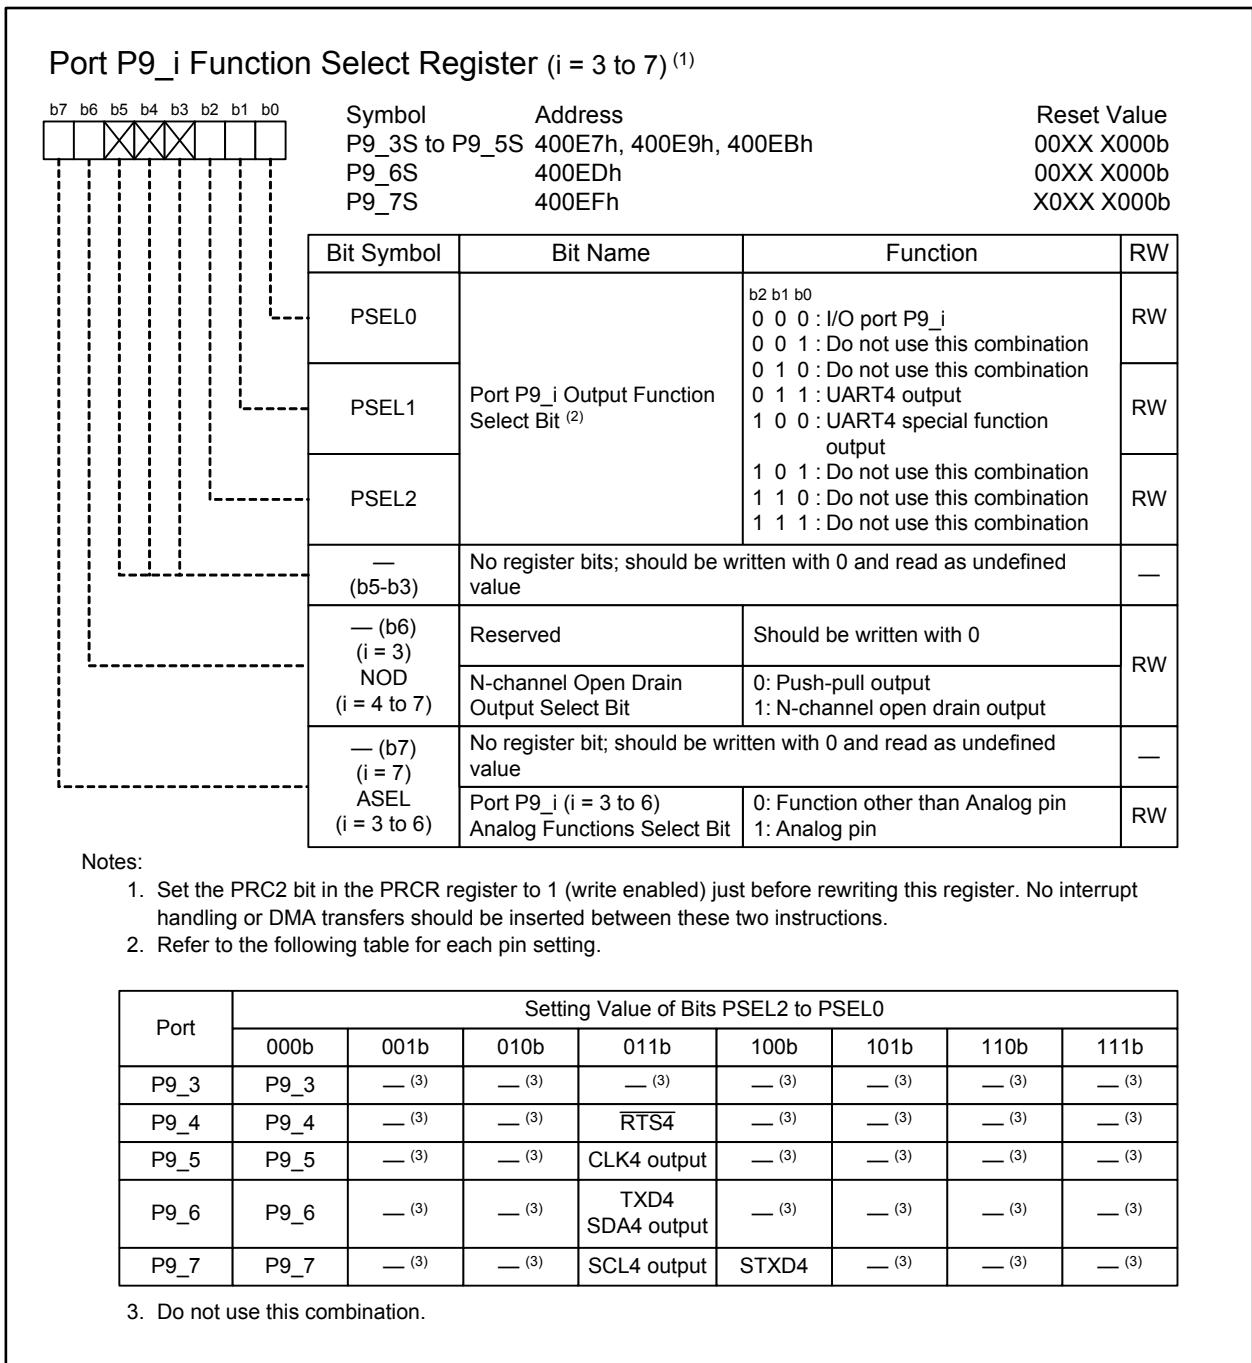 Port P9_i Function Select Register (i = 3 to 7) (1)
b7 b6 b5 b4 b3 b2 b1 b0
Symbol Address Reset Value
P9_3S to P9_5S 400E7h, 400E9h, 400EBh 00XX X000b
P9_6S 400EDh 00XX X000b
P9_7S 400EFh X0XX X000b
Bit Symbol Bit Name Function RW
PSEL0 RW
PSEL1 RW
PSEL2 RW
Port P9_i Output Function
Select Bit (2)
b2 b1 b0
0 0 0 : I/O port P9_i
0 0 1 : Do not use this combination
0 1 0 : Do not use this combination
0 1 1 : UART4 output
1 0 0 : UART4 special function
output
1 0 1 : Do not use this combination
1 1 0 : Do not use this combination
1 1 1 : Do not use this combination
—
(b5-b3)
No register bits; should be written with 0 and read as undefined
value
—
— (b6)
(i = 3)
NOD
(i = 4 to 7)
Reserved Should be written with 0
N-channel Open Drain
Output Select Bit
0: Push-pull output
1: N-channel open drain output
RW
— (b7)
(i = 7)
ASEL
(i = 3 to 6)
No register bit; should be written with 0 and read as undefined
value
—
Port P9_i (i = 3 to 6)
Analog Functions Select Bit
0: Function other than Analog pin
1: Analog pin
RW
Notes:
1. Set the PRC2 bit in the PRCR register to 1 (write enabled) just before rewriting this register. No interrupt
handling or DMA transfers should be inserted between these two instructions.
2. Refer to the following table for each pin setting.
Port Setting Value of Bits PSEL2 to PSEL0
000b 001b 010b 011b 100b 101b 110b 111b
P9_3 P9_3 — (3) — (3) — (3) — (3) — (3) — (3) — (3)
P9_4 P9_4 — (3) — (3) RTS4 — (3) — (3) — (3) — (3)
P9_5 P9_5 — (3) — (3) CLK4 output — (3) — (3) — (3) — (3)
P9_6 P9_6 — (3) — (3) TXD4
SDA4 output — (3) — (3) — (3) — (3)
P9_7 P9_7 — (3) — (3) SCL4 output STXD4 — (3) — (3) — (3)
3. Do not use this combination.